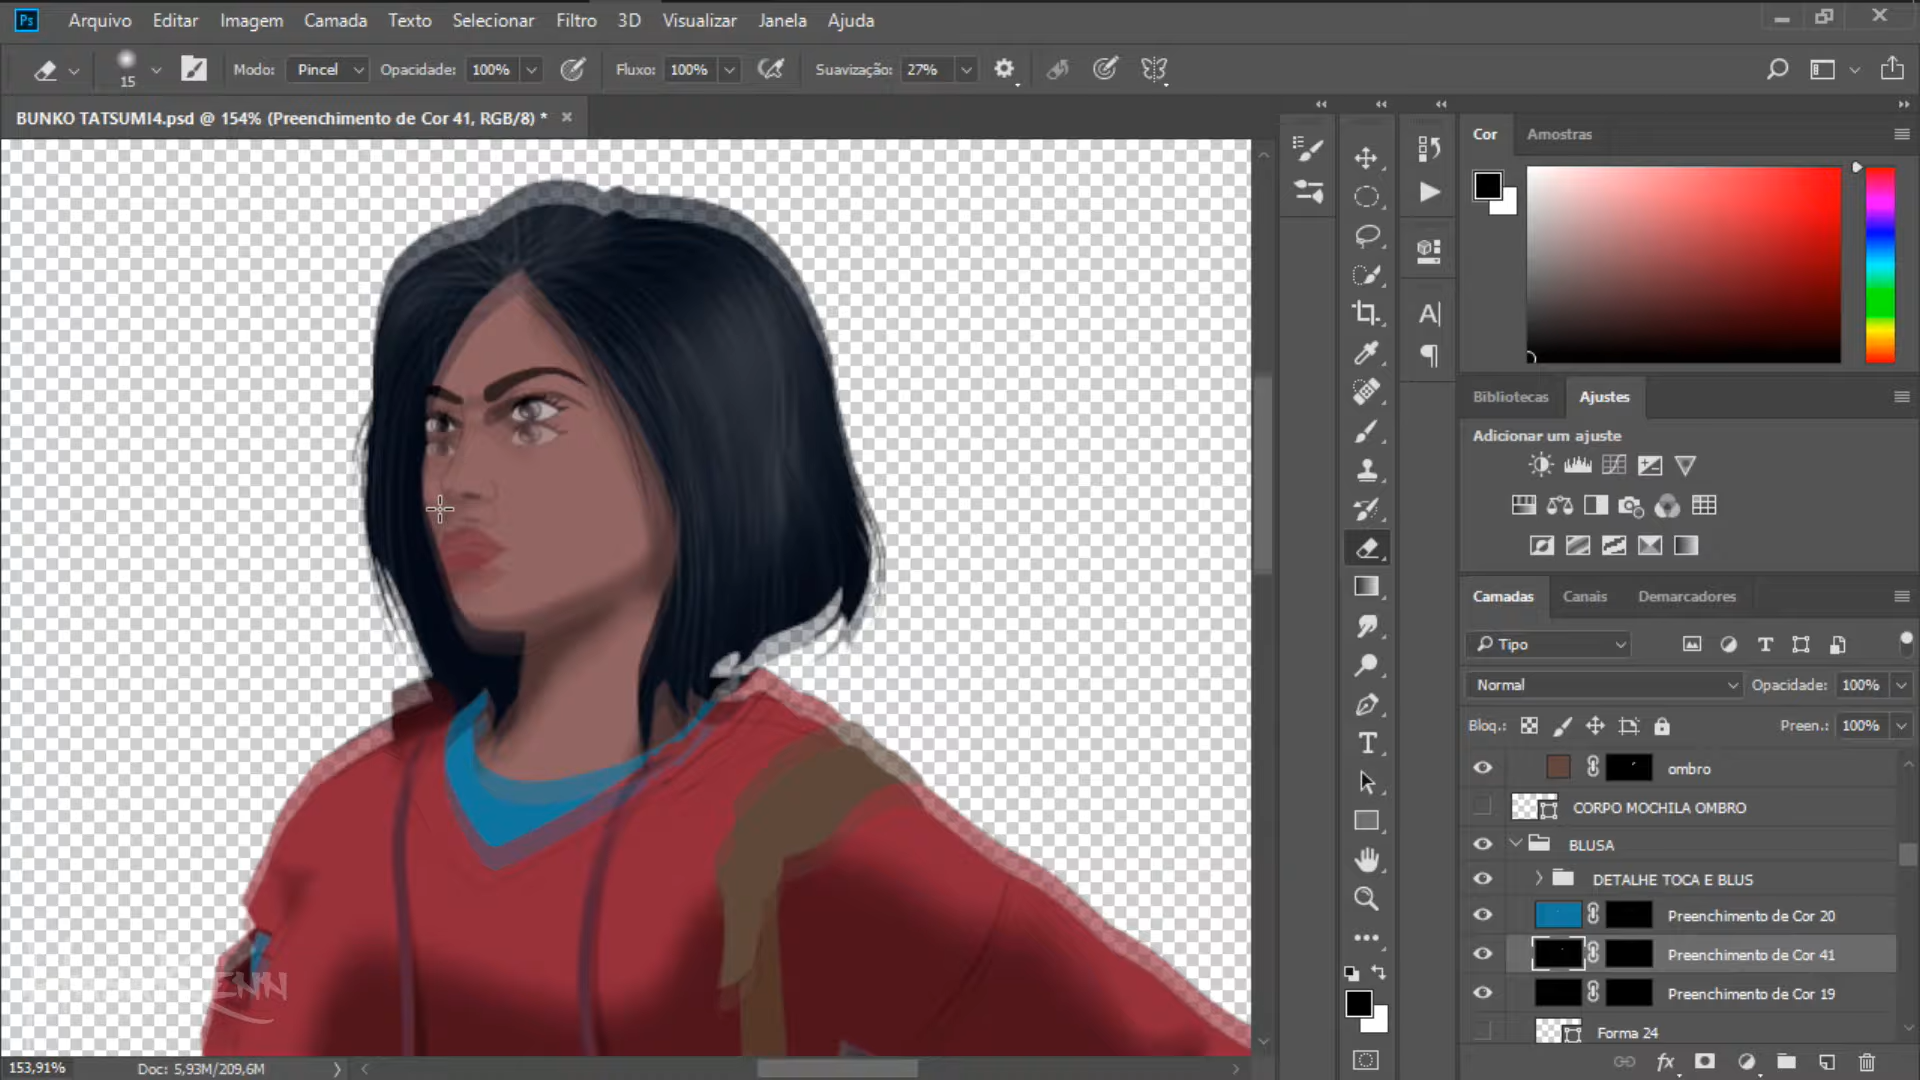 Ps Arquivo Editar Imagem Camada Texto Selecionar Filtro 3D Visualizar Janela Ajuda
15 Modo: Pincel Opacidade: 100% Fluxo: 100% Suavização: 27%
BUNKO TATSUMI4.psd @ 154% (Preenchimento de Cor 41, RGB/8) *
Cor Amostras
Bibliotecas Ajustes
Adicionar um ajuste
Camadas Canais Demarcadores
Tipo
Normal Opacidade: 100%
Bloq.: Preen.: 100%
ombro
CORPO MOCHILA OMBRO
BLUSA
DETALHE TOCA E BLUS
Preenchimento de Cor 20
Preenchimento de Cor 41
Preenchimento de Cor 19
Forma 24
153,91% Doc: 5,93M/209,6M